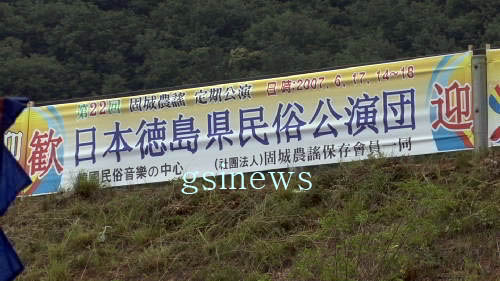 第22回 固城農謠 定期公演 日時:2007. 6. 17. 14~18
歡 日本徳島県民俗公演団 迎
韓國民俗音樂の中心 (社團法人)固城農謠保存會員一同
gsinews